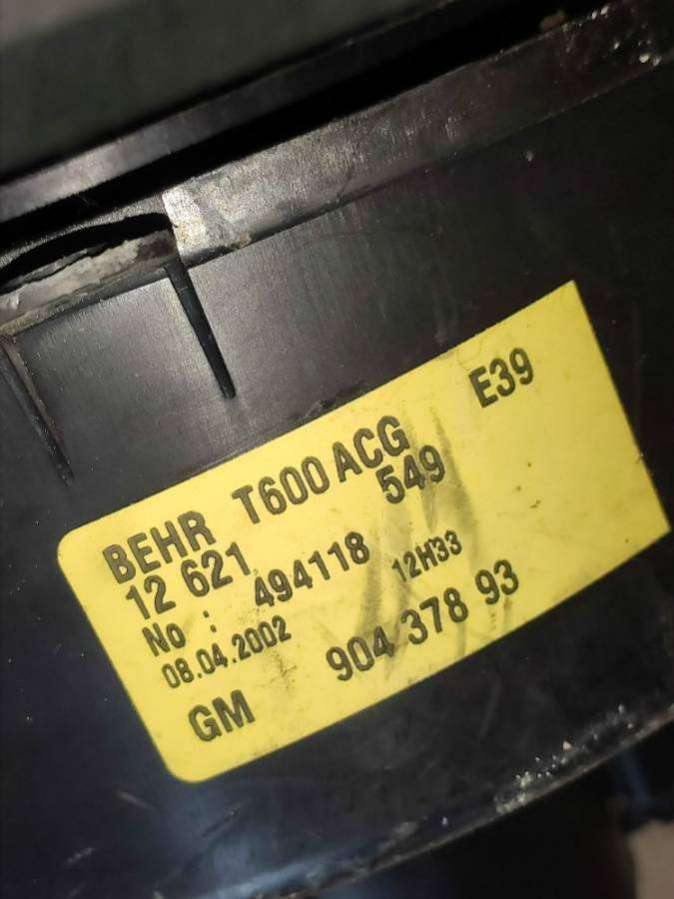 BEHR T600 ACG E39
12 621 549
No : 494118 12H33
08.04.2002
GM 904 378 93